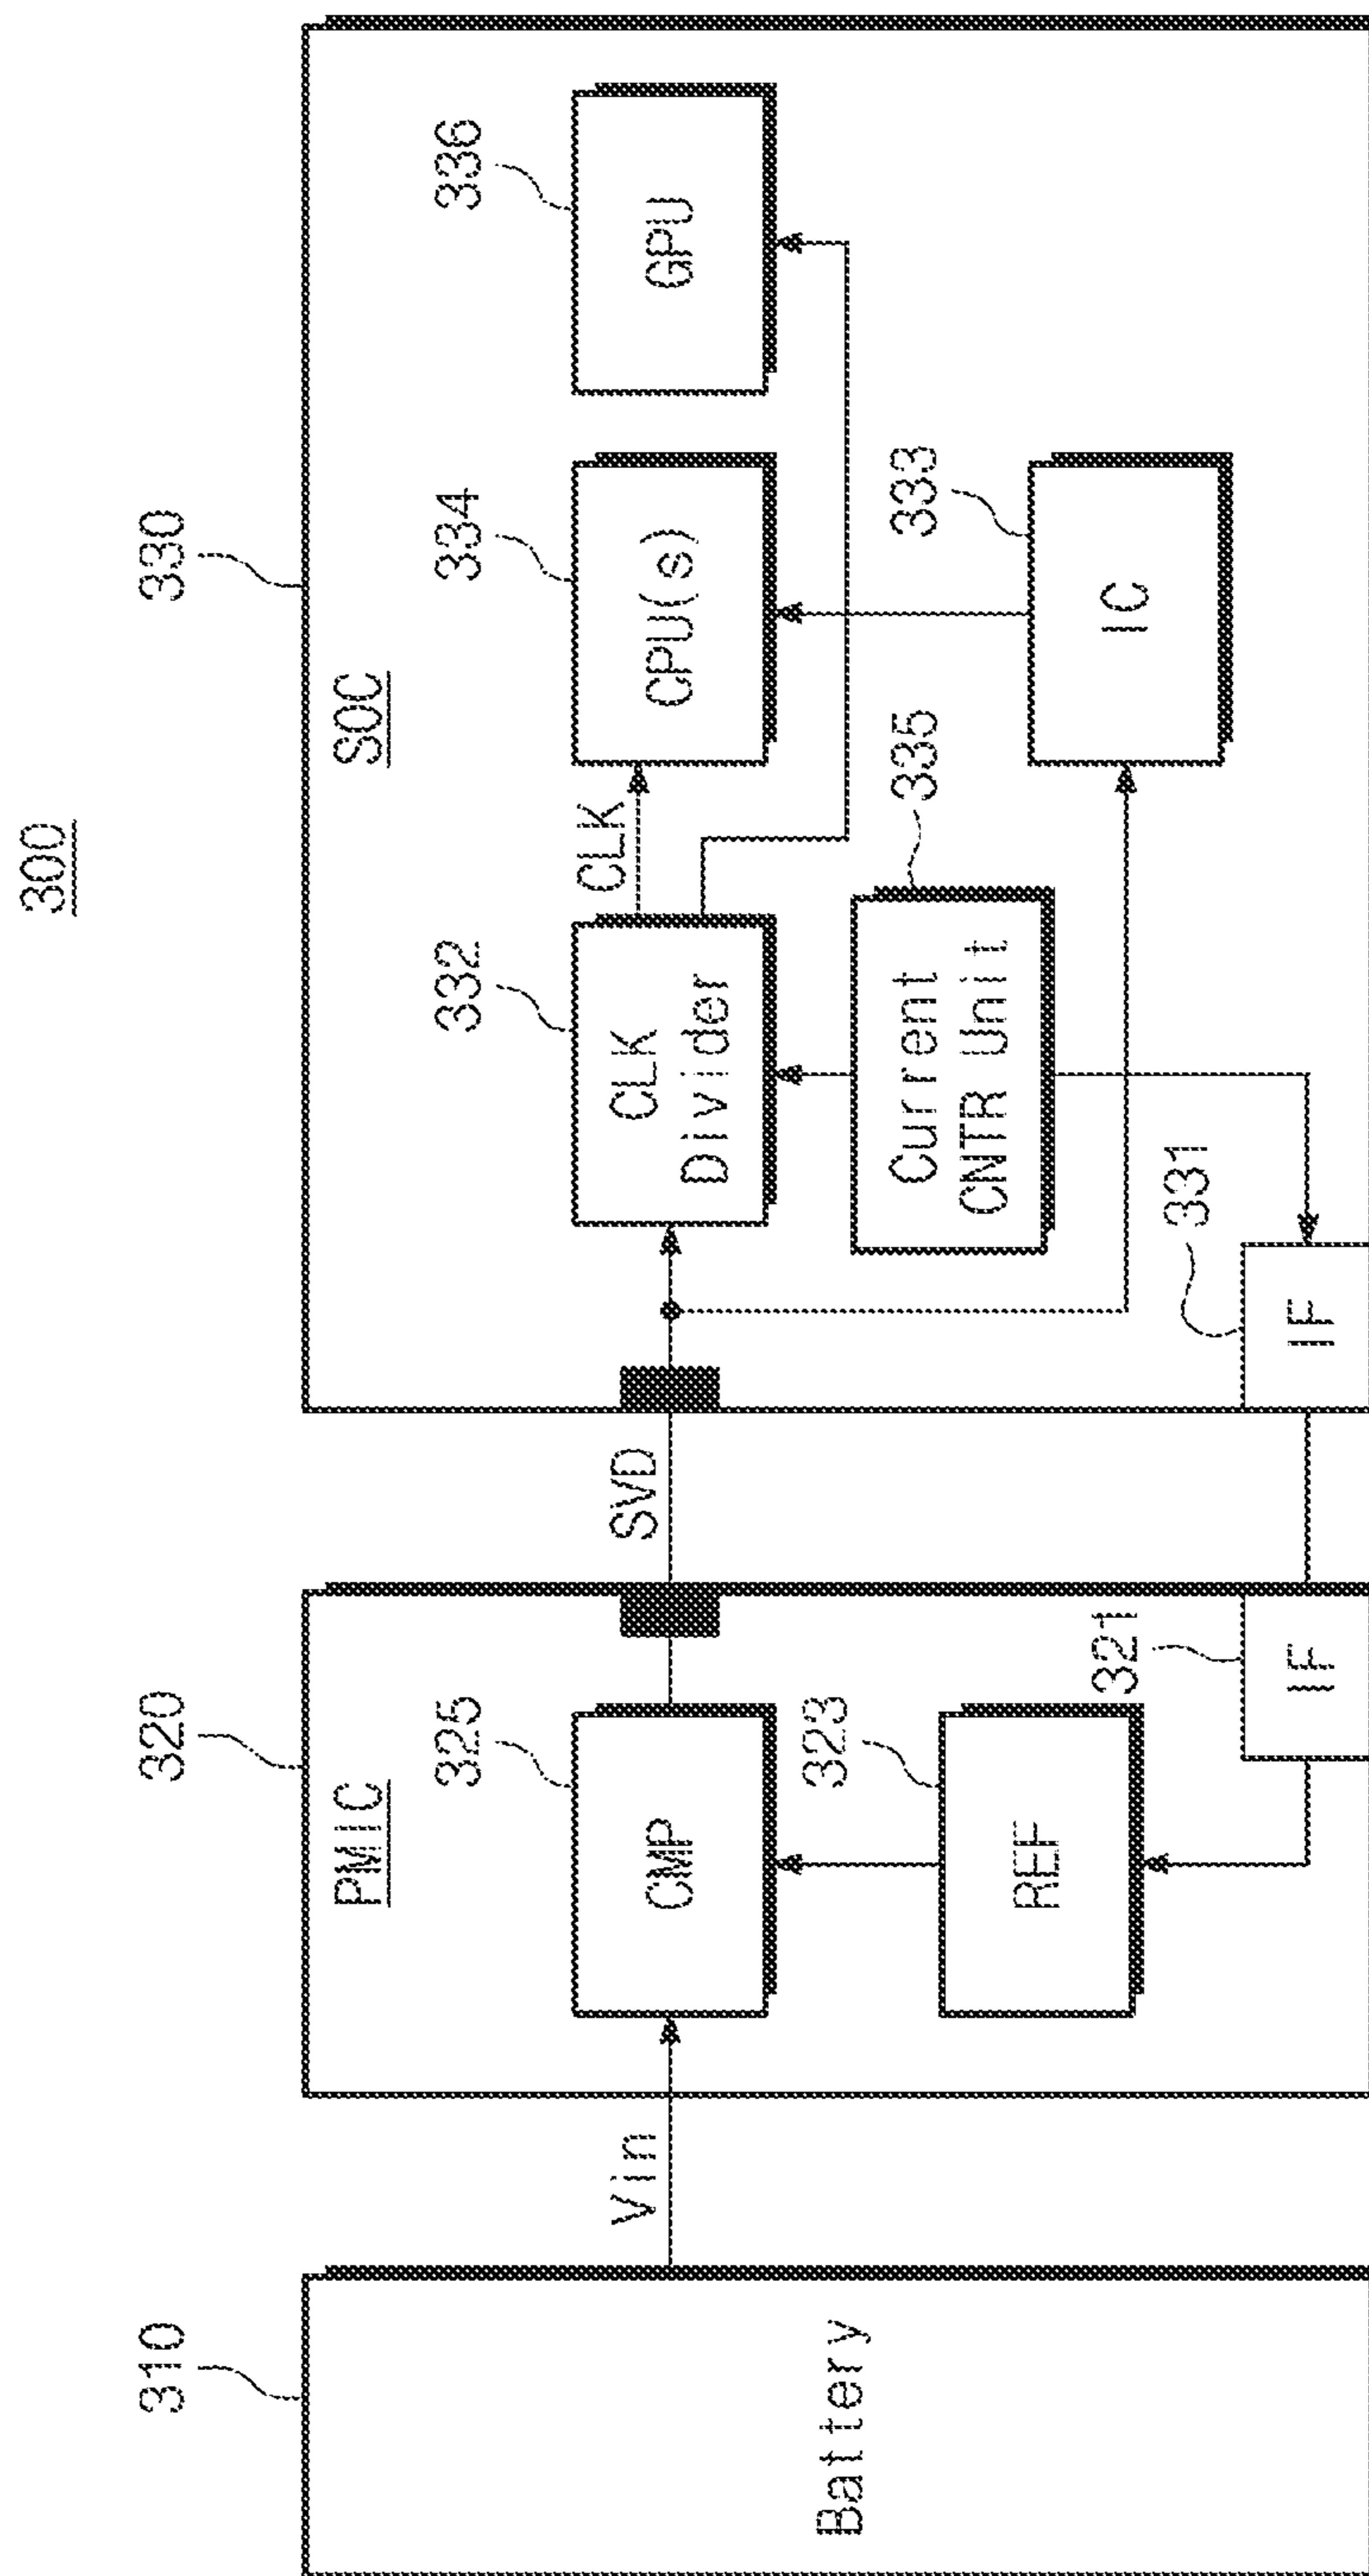 300
310
320
330
Battery
PMIC
SOC
Vin
325
CMP
323
REF
321
IF
SVD
332
CLK
Divider
CLK
334
CPU(s)
336
GPU
335
Current
CNTR Unit
333
IC
331
IF